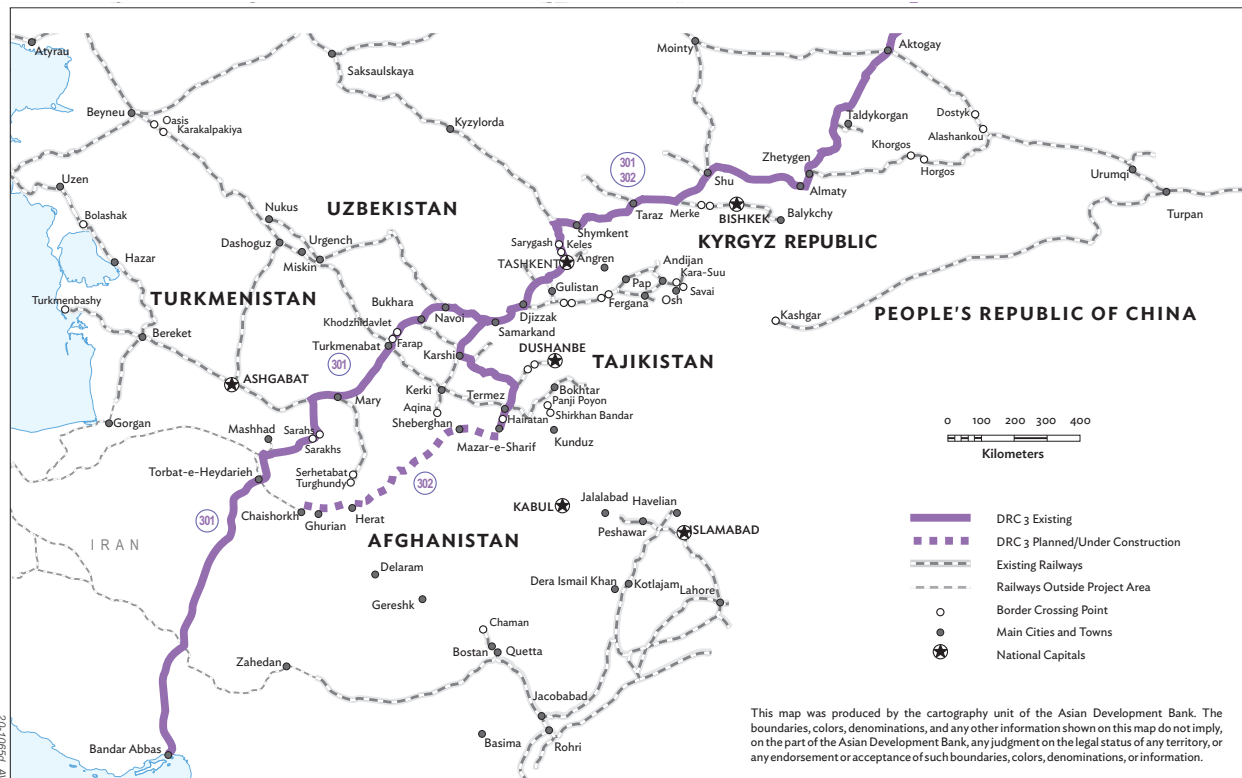 Atyrau
Saksaulskaya
Mointy
Aktogay
Beyneu
Oasis
Karakalpakiya
Kyzylorda
Taldykorgan
Dostyk
Alashankou
Khorgos
Horgos
Zhetygen
Urumqi
Uzen
301
302
Shu
Almaty
Turpan
Bolashak
Nukus
UZBEKISTAN
Taraz
Merke
BISHKEK
Balykchy
Dashoguz
Urgench
Shymkent
KYRGYZ REPUBLIC
Hazar
Miskin
Sarygash
Keles
TASHKENT
Angren
Andijan
Kara-Suu
TURKMENISTAN
Turkmenbashy
Bukhara
Gulistan
Pap
Savai
Osh
Fergana
PEOPLE'S REPUBLIC OF CHINA
Kashgar
Bereket
Khodzhidavlet
Navoi
Djizzak
Samarkand
Turkmenabat
Farap
Karshi
DUSHANBE
TAJIKISTAN
301
ASHGABAT
Mary
Kerki
Termez
Bokhtar
Panji Poyon
Aqina
Hairatan
Shirkhan Bandar
Sheberghan
Gorgan
Mashhad
Sarahs
Sarakhs
Mazar-e-Sharif
Kunduz
0 100 200 300 400
Kilometers
Torbat-e-Heydarieh
Serhetabat
Turghundy
302
Chaishorkh
Ghurian
Herat
KABUL
Jalalabad
Havelian
301
Peshawar
ISLAMABAD
IRAN
AFGHANISTAN
Delaram
Dera Ismail Khan
Kotlajam
Lahore
Gereshk
Chaman
Bostan
Quetta
Zahedan
Jacobabad
Bandar Abbas
Basima
Rohri
DRC 3 Existing
DRC 3 Planned/Under Construction
Existing Railways
Railways Outside Project Area
Border Crossing Point
Main Cities and Towns
National Capitals
This map was produced by the cartography unit of the Asian Development Bank. The
boundaries, colors, denominations, and any other information shown on this map do not imply,
on the part of the Asian Development Bank, any judgment on the legal status of any territory, or
any endorsement or acceptance of such boundaries, colors, denominations, or information.